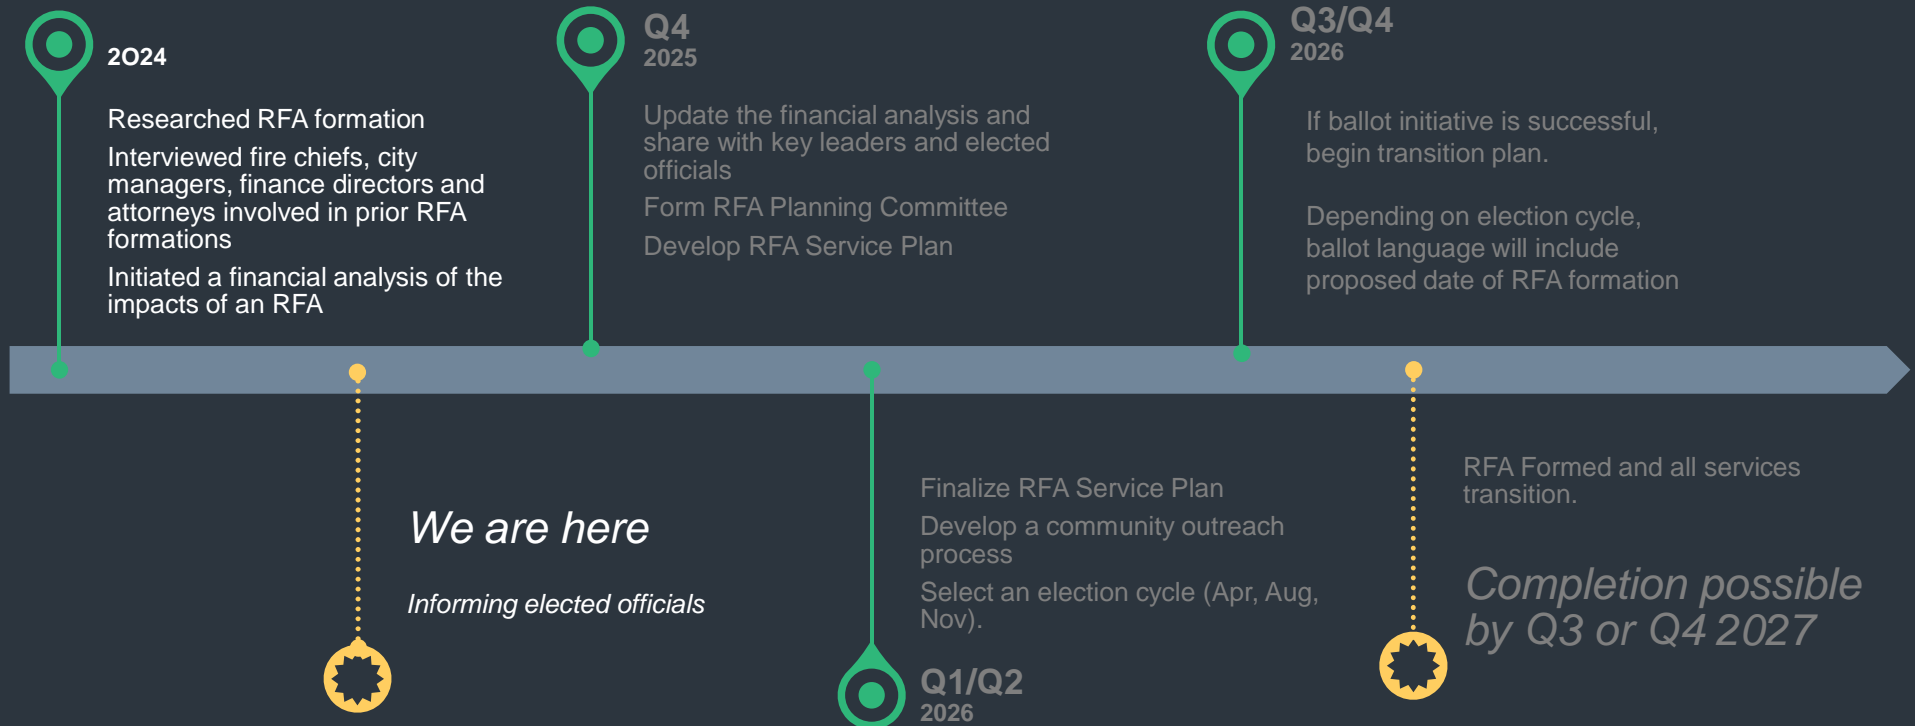 2O24
Researched RFA formation
Interviewed fire chiefs, city
managers, finance directors and
attorneys involved in prior RFA
formations
Initiated a financial analysis of the
impacts of an RFA
Q4
2025
Update the financial analysis and
share with key leaders and elected
officials
Form RFA Planning Committee
Develop RFA Service Plan
Q3/Q4
2026
If ballot initiative is successful,
begin transition plan.
Depending on election cycle,
ballot language will include
proposed date of RFA formation
We are here
Informing elected officials
Finalize RFA Service Plan
Develop a community outreach
process
Select an election cycle (Apr, Aug,
Nov).
Q1/Q2
2026
RFA Formed and all services
transition.
Completion possible
by Q3 or Q4 2027